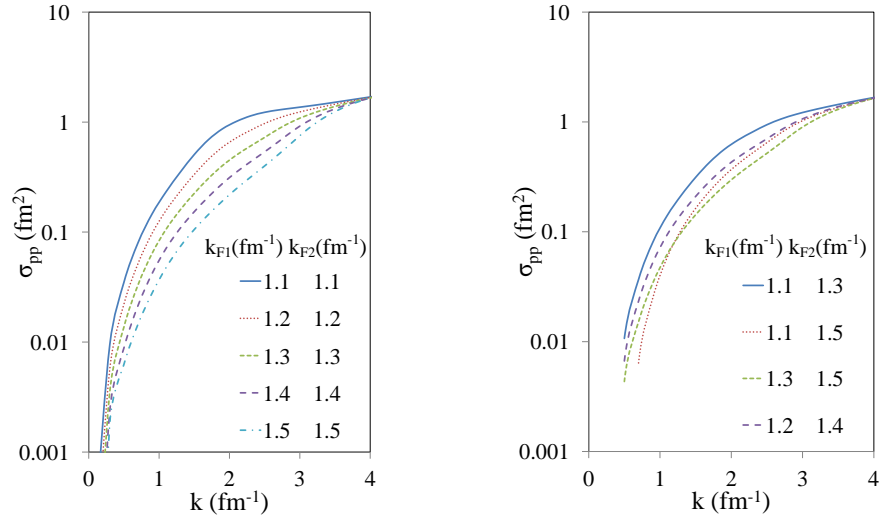 10
1
0.1
0.01
0.001
σpp (fm²)
kF1(fm⁻¹) kF2(fm⁻¹)
1.1 1.1
1.2 1.2
1.3 1.3
1.4 1.4
1.5 1.5
0 1 2 3 4
k (fm⁻¹)
10
1
0.1
0.01
0.001
σpp (fm²)
kF1(fm⁻¹) kF2(fm⁻¹)
1.1 1.3
1.1 1.5
1.3 1.5
1.2 1.4
0 1 2 3 4
k (fm⁻¹)